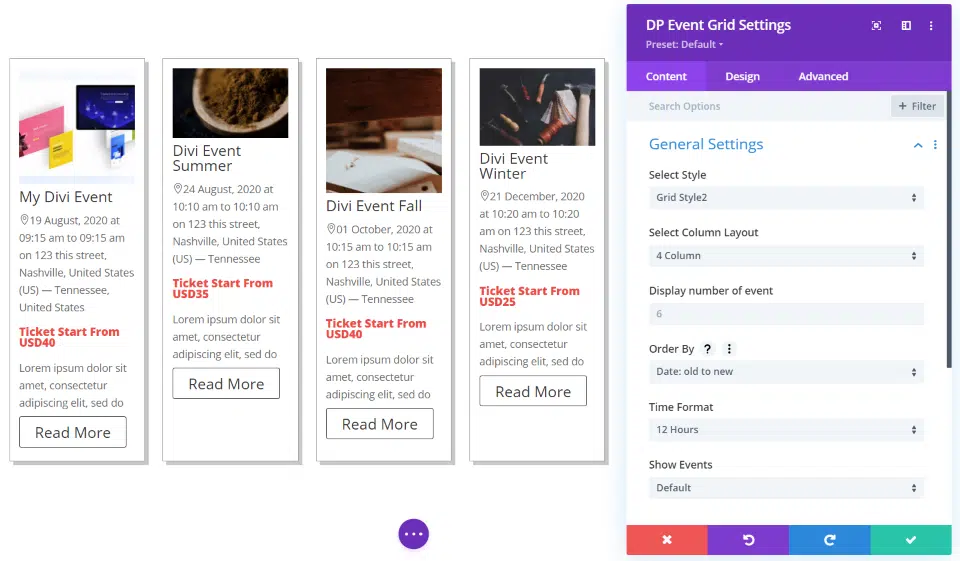 My Divi Event
19 August, 2020 at
09:15 am to 09:15 am
on 123 this street,
Nashville, United States
(US) — Tennessee,
United States
Ticket Start From
USD40
Lorem ipsum dolor sit
amet, consectetur
adipiscing elit, sed do
Read More
Divi Event
Summer
24 August, 2020 at
10:10 am to 10:10 am
on 123 this street,
Nashville, United States
(US) — Tennessee
Ticket Start From
USD35
Lorem ipsum dolor sit
amet, consectetur
adipiscing elit, sed do
Read More
Divi Event Fall
01 October, 2020 at
10:15 am to 10:15 am
on 123 this street,
Nashville, United States
(US) — Tennessee
Ticket Start From
USD40
Lorem ipsum dolor sit
amet, consectetur
adipiscing elit, sed do
Read More
Divi Event
Winter
21 December, 2020
at 10:20 am to 10:20
am on 123 this street,
Nashville, United States
(US) — Tennessee
Ticket Start From
USD25
Lorem ipsum dolor sit
amet, consectetur
adipiscing elit, sed do
Read More
DP Event Grid Settings
Preset: Default
Content Design Advanced
Search Options + Filter
General Settings
Select Style
Grid Style2
Select Column Layout
4 Column
Display number of event
6
Order By ?
Date: old to new
Time Format
12 Hours
Show Events
Default